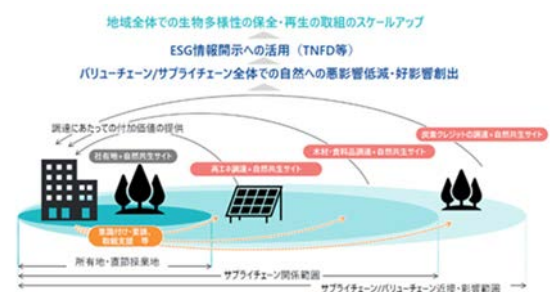 地域全体での生物多様性の保全・再生の取組のスケールアップ
ESG情報開示への活用（TNFD等）
バリューチェーン/サプライチェーン全体での自然への悪影響低減・好影響創出
調達にあたっての付加価値の提供
炭素クレジットの調達＋自然共生サイト
木材・食料品調達＋自然共生サイト
社有地＋自然共生サイト
再エネ調達＋自然共生サイト
意識付け・要請、
取組支援 等
所有地・直節操業地
サプライチェーン関係範囲
サプライチェーン/バリューチェーン近接・影響範囲